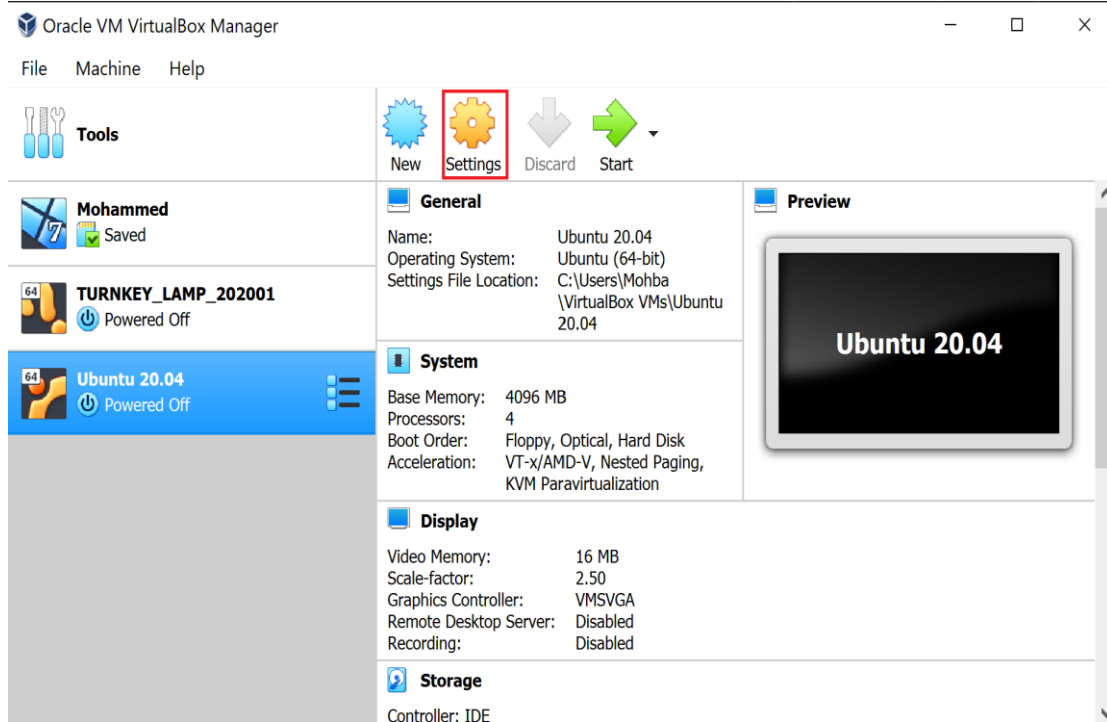 Oracle VM VirtualBox Manager
File Machine Help
Tools
New Settings Discard Start
Mohammed
7
Saved
64
TURNKEY_LAMP_202001
Powered Off
64
Ubuntu 20.04
Powered Off
General
Name: Ubuntu 20.04
Operating System: Ubuntu (64-bit)
Settings File Location: C:\Users\Mohba
\VirtualBox VMs\Ubuntu
20.04
Preview
Ubuntu 20.04
System
Base Memory: 4096 MB
Processors: 4
Boot Order: Floppy, Optical, Hard Disk
Acceleration: VT-x/AMD-V, Nested Paging,
KVM Paravirtualization
Display
Video Memory: 16 MB
Scale-factor: 2.50
Graphics Controller: VMSVGA
Remote Desktop Server: Disabled
Recording: Disabled
Storage
Controller: IDE